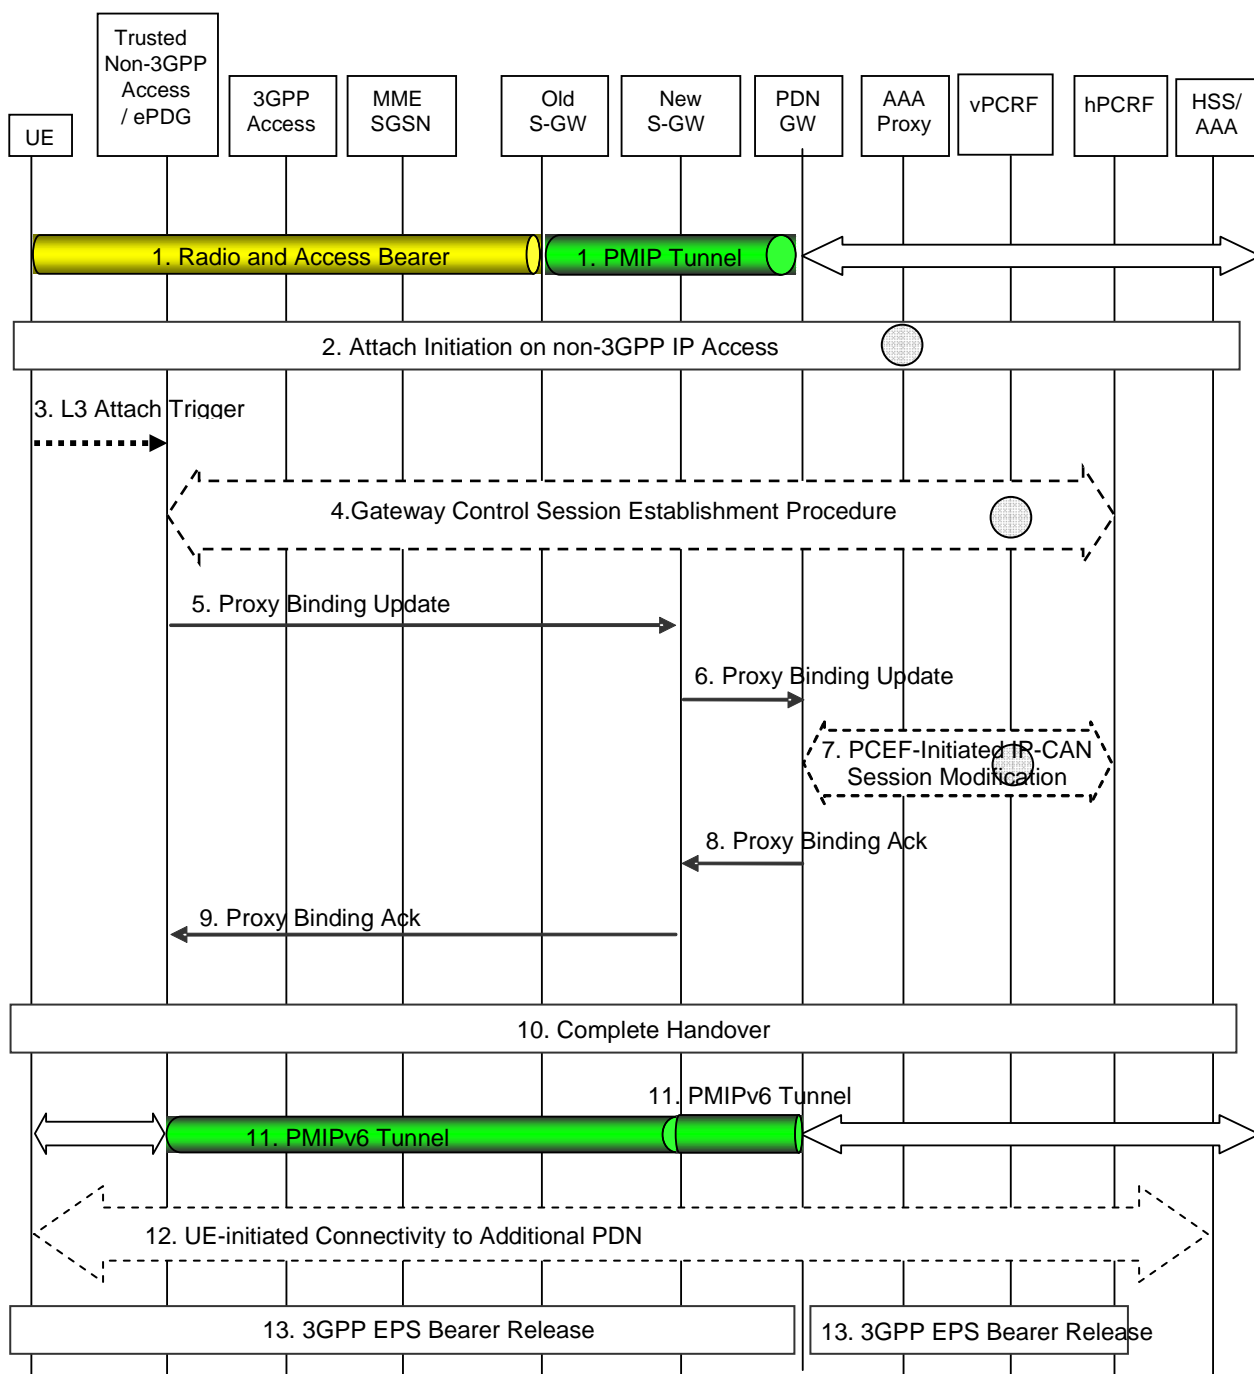 Trusted
Non-3GPP
Access
/ ePDG
UE
3GPP
Access
MME
SGSN
Old
S-GW
New
S-GW
PDN
GW
AAA
Proxy
vPCRF
hPCRF
HSS/
AAA
1. Radio and Access Bearer
1. PMIP Tunnel
2. Attach Initiation on non-3GPP IP Access
3. L3 Attach Trigger
4.Gateway Control Session Establishment Procedure
5. Proxy Binding Update
6. Proxy Binding Update
7. PCEF-Initiated IP-CAN
Session Modification
8. Proxy Binding Ack
9. Proxy Binding Ack
10. Complete Handover
11. PMIPv6 Tunnel
11. PMIPv6 Tunnel
12. UE-initiated Connectivity to Additional PDN
13. 3GPP EPS Bearer Release
13. 3GPP EPS Bearer Release